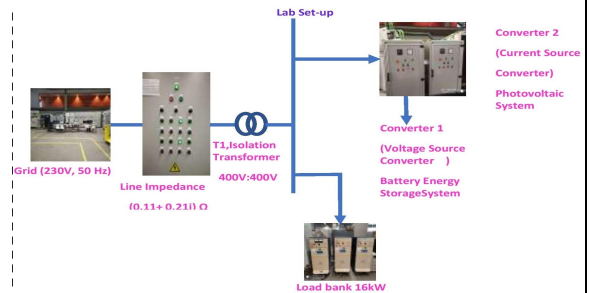 Lab Set-up
Converter 2
(Current Source
Converter)
Photovoltaic
System
T1,Isolation
Transformer
400V:400V
Converter 1
(Voltage Source
Converter )
Battery Energy
StorageSystem
Grid (230V, 50 Hz)
Line Impedance
(0.11+ 0.21i) Ω
Load bank 16kW